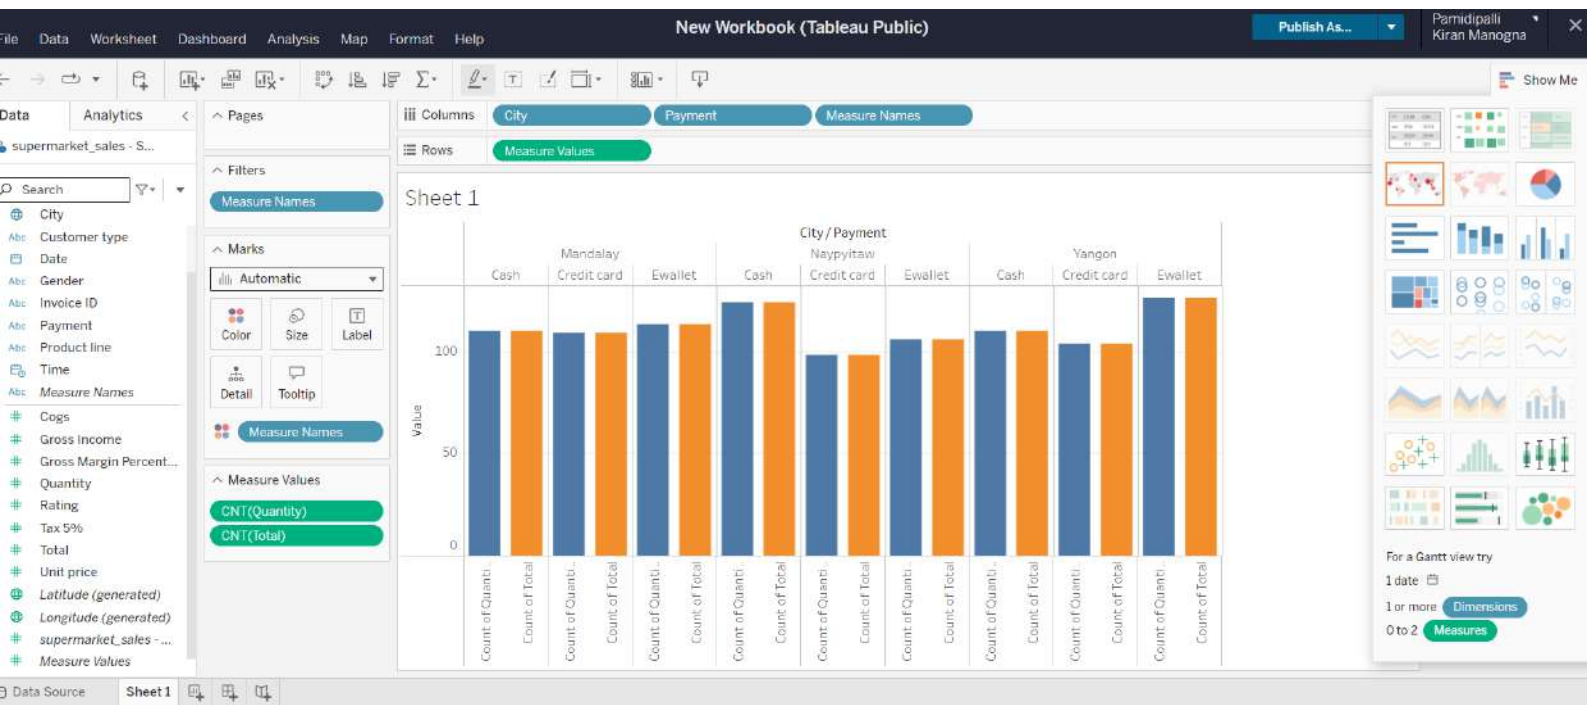 New Workbook (Tableau Public)
Publish As...
Pamidipalli
Kiran Manogna
File Data Worksheet Dashboard Analysis Map Format Help
Show Me
Data Analytics
supermarket_sales - S...
Search
City
Abc Customer type
Date
Abc Gender
Abc Invoice ID
Abc Payment
Abc Product line
Time
Abc Measure Names
Cogs
Gross Income
Gross Margin Percent...
Quantity
Rating
Tax 5%
Total
Unit price
Latitude (generated)
Longitude (generated)
supermarket_sales - ...
Measure Values
Pages
Filters
Measure Names
Marks
Automatic
Color Size Label
Detail Tooltip
Measure Names
Measure Values
CNT(Quantity)
CNT(Total)
Columns City Payment Measure Names
Rows Measure Values
Sheet 1
City / Payment
Mandalay Naypyitaw Yangon
Cash Credit card Ewallet Cash Credit card Ewallet Cash Credit card Ewallet
Value
100
50
0
Count of Quanti..
Count of Total
Count of Quanti..
Count of Total
Count of Quanti..
Count of Total
Count of Quanti..
Count of Total
Count of Quanti..
Count of Total
Count of Quanti..
Count of Total
Count of Quanti..
Count of Total
Count of Quanti..
Count of Total
Count of Quanti..
Count of Total
For a Gantt view try
1 date
1 or more Dimensions
0 to 2 Measures
Data Source Sheet 1